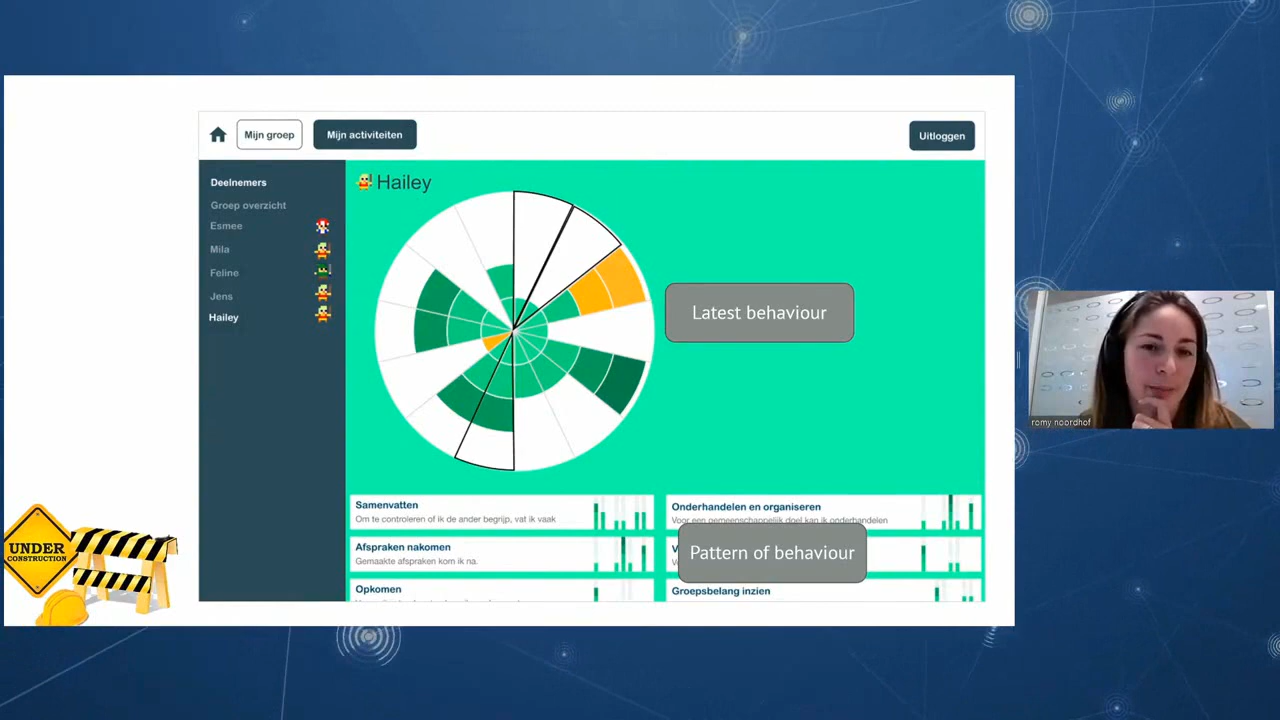 Mijn groep
Mijn activiteiten
Uitloggen
Deelnemers
Groep overzicht
Esmee
Mila
Feline
Jens
Hailey
Hailey
Latest behaviour
Samenvatten
Om te controleren of ik de ander begrijp, vat ik vaak
Onderhandelen en organiseren
Voor een gemeenschappelijk doel kan ik onderhandelen
Afspraken nakomen
Gemaakte afspraken kom ik na.
Pattern of behaviour
Opkomen
Groepsbelang inzien
UNDER
CONSTRUCTION
romy noordhof